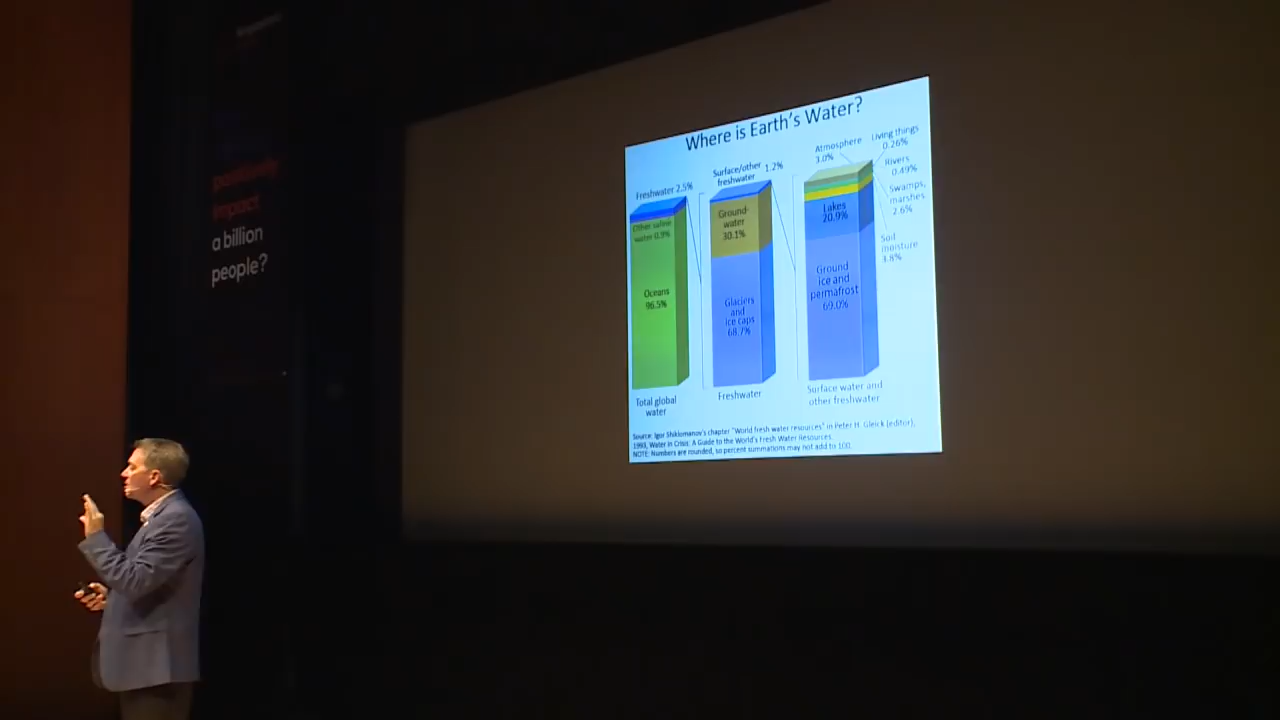 positively
impact
a billion
people?
Where is Earth's Water?
Freshwater 2.5%
Other saline
water 0.9%
Oceans
96.5%
Total global
water
Surface/other
freshwater 1.2%
Ground-
water
30.1%
Glaciers
and
ice caps
68.7%
Freshwater
Atmosphere
3.0%
Living things
0.26%
Rivers
0.49%
Swamps,
marshes
2.6%
Soil
moisture
3.8%
Lakes
20.9%
Ground
ice and
permafrost
69.0%
Surface water and
other freshwater
Source: Igor Shiklomanov's chapter "World fresh water resources" in Peter H. Gleick (editor),
1993, Water in Crisis: A Guide to the World's Fresh Water Resources.
NOTE: Numbers are rounded, so percent summations may not add to 100.